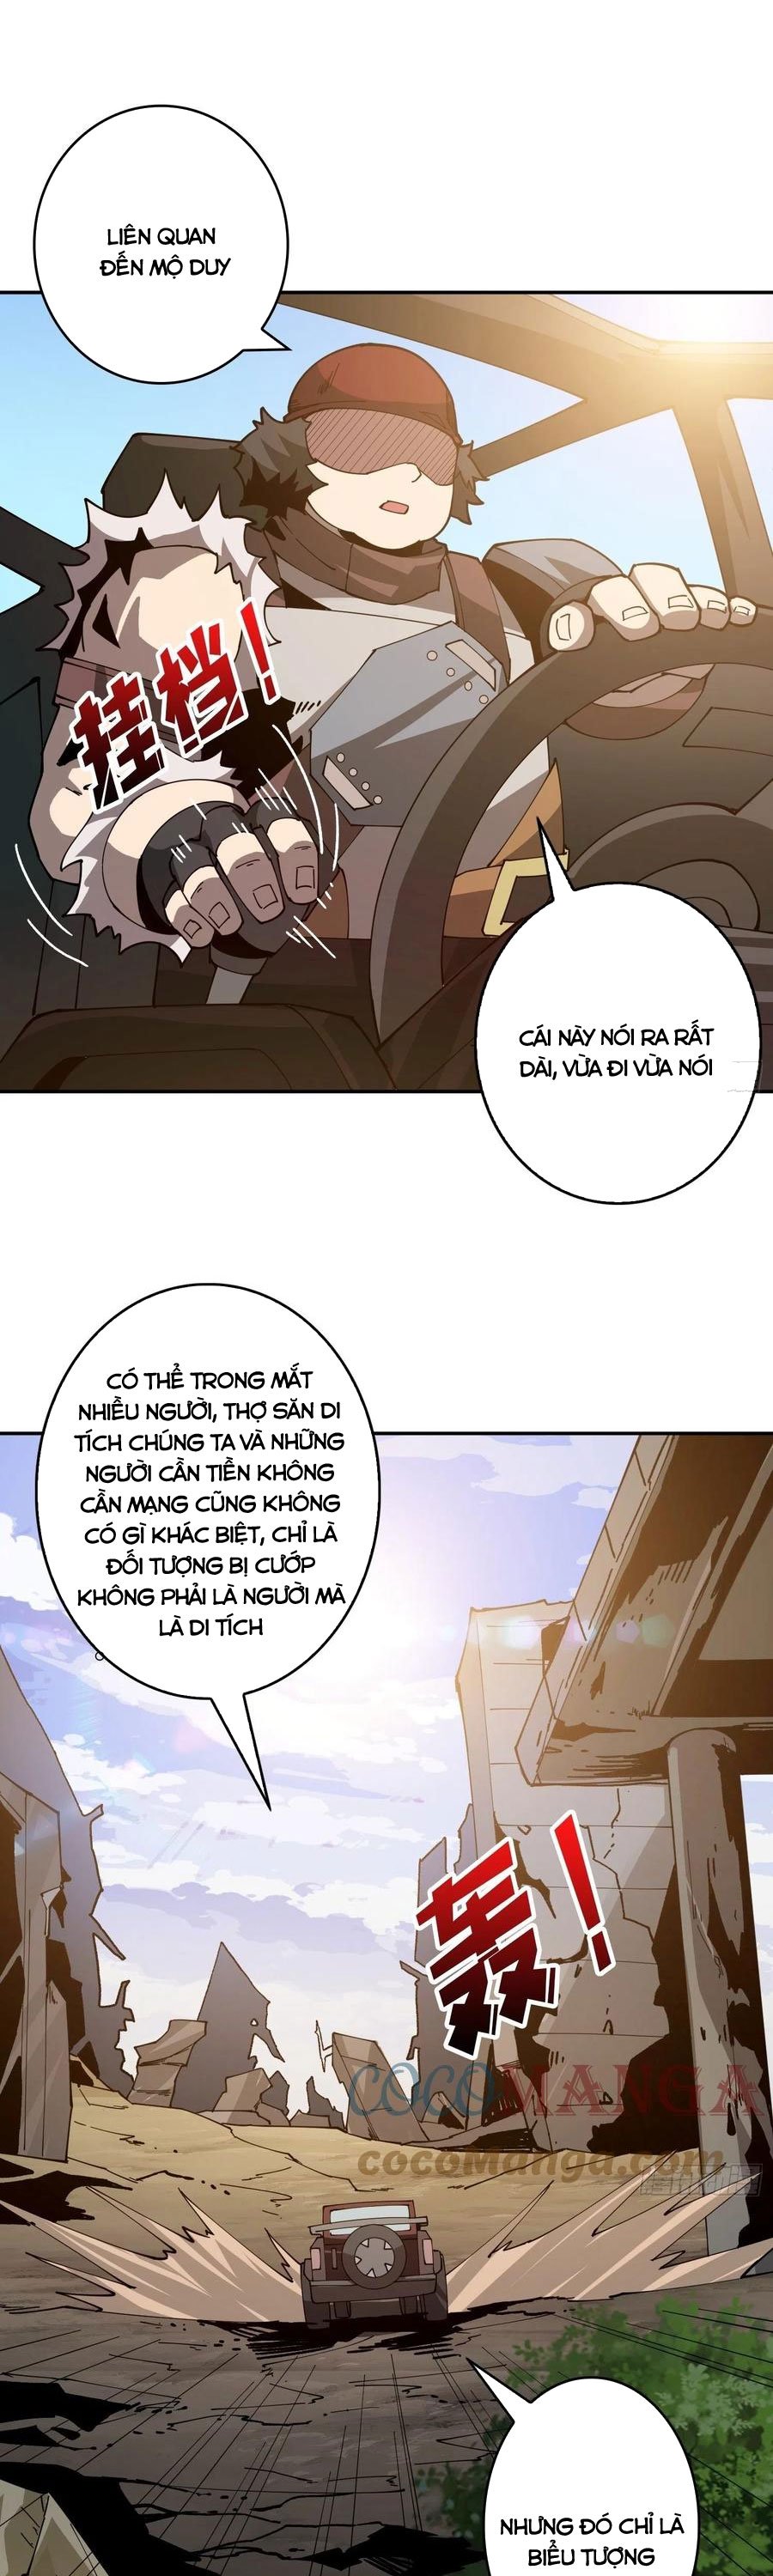 LIÊN QUAN
ĐẾN MỘ DUY
挂档！
CÁI NÀY NÓI RA RẤT
DÀI, VỪA ĐI VỪA NÓI
CÓ THỂ TRONG MẮT
NHIỀU NGƯỜI, THỢ SĂN DI
TÍCH CHÚNG TA VÀ NHỮNG
NGƯỜI CẦN TIỀN KHÔNG
CẦN MẠNG CŨNG KHÔNG
CÓ GÌ KHÁC BIỆT, CHỈ LÀ
ĐỐI TƯỢNG BỊ CƯỚP
KHÔNG PHẢI LÀ NGƯỜI MÀ
LÀ DI TÍCH
轰！
COCOMANGA
cocoManga.com
NHƯNG ĐÓ CHỈ LÀ
BIỂU TƯỢNG